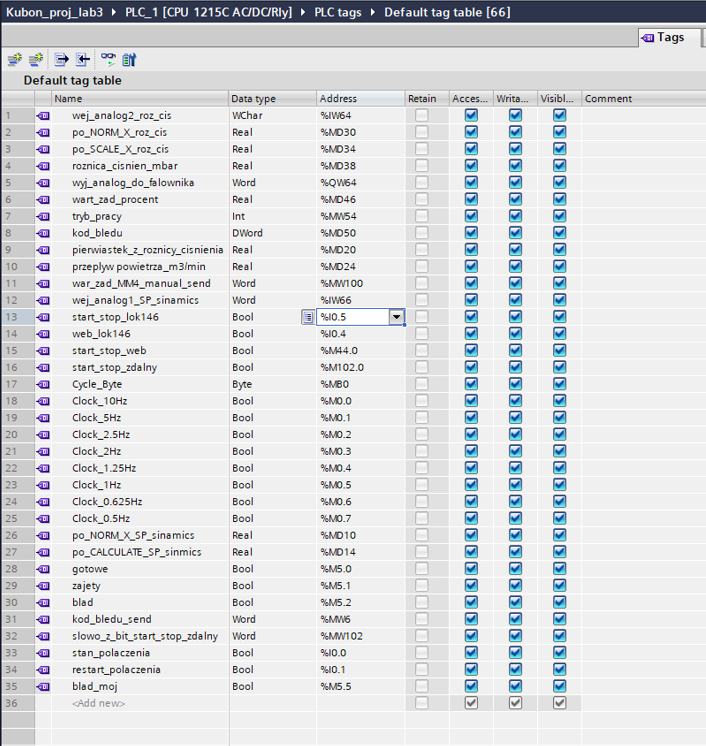 Kubon_proj_lab3 ▸ PLC_1 [CPU 1215C AC/DC/Rly] ▸ PLC tags ▸ Default tag table [66]
Tags
Default tag table
Name Data type Address Retain Acces... Writa... Visibl... Comment
1 wej_analog2_roz_cis WChar %IW64
2 po_NORM_X_roz_cis Real %MD30
3 po_SCALE_X_roz_cis Real %MD34
4 roznica_cisnien_mbar Real %MD38
5 wyj_analog_do_falownika Word %QW64
6 wart_zad_procent Real %MD46
7 tryb_pracy Int %MW54
8 kod_bledu DWord %MD50
9 pierwiastek_z_roznicy_cisnienia Real %MD20
10 przeplyw powietrza_m3/min Real %MD24
11 war_zad_MM4_manual_send Word %MW100
12 wej_analog1_SP_sinamics Word %IW66
13 start_stop_lok146 Bool %I0.5
14 web_lok146 Bool %I0.4
15 start_stop_web Bool %M44.0
16 start_stop_zdalny Bool %M102.0
17 Cycle_Byte Byte %MB0
18 Clock_10Hz Bool %M0.0
19 Clock_5Hz Bool %M0.1
20 Clock_2.5Hz Bool %M0.2
21 Clock_2Hz Bool %M0.3
22 Clock_1.25Hz Bool %M0.4
23 Clock_1Hz Bool %M0.5
24 Clock_0.625Hz Bool %M0.6
25 Clock_0.5Hz Bool %M0.7
26 po_NORM_X_SP_sinamics Real %MD10
27 po_CALCULATE_SP_sinmics Real %MD14
28 gotowe Bool %M5.0
29 zajety Bool %M5.1
30 blad Bool %M5.2
31 kod_bledu_send Word %MW6
32 slowo_z_bit_start_stop_zdalny Word %MW102
33 stan_polaczenia Bool %I0.0
34 restart_polaczenia Bool %I0.1
35 blad_moj Bool %M5.5
36 <Add new>